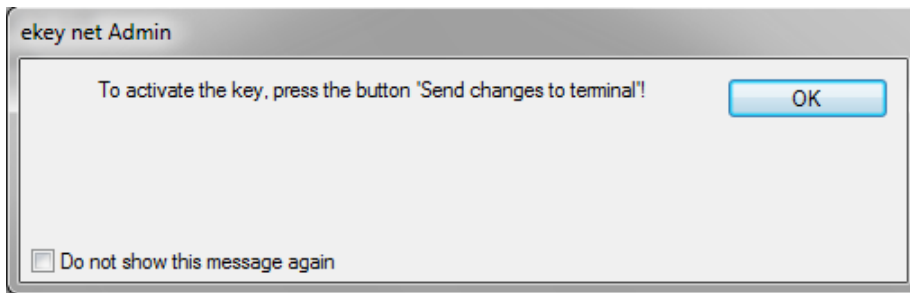 ekey net Admin
To activate the key, press the button "Send changes to terminal"!
OK
Do not show this message again